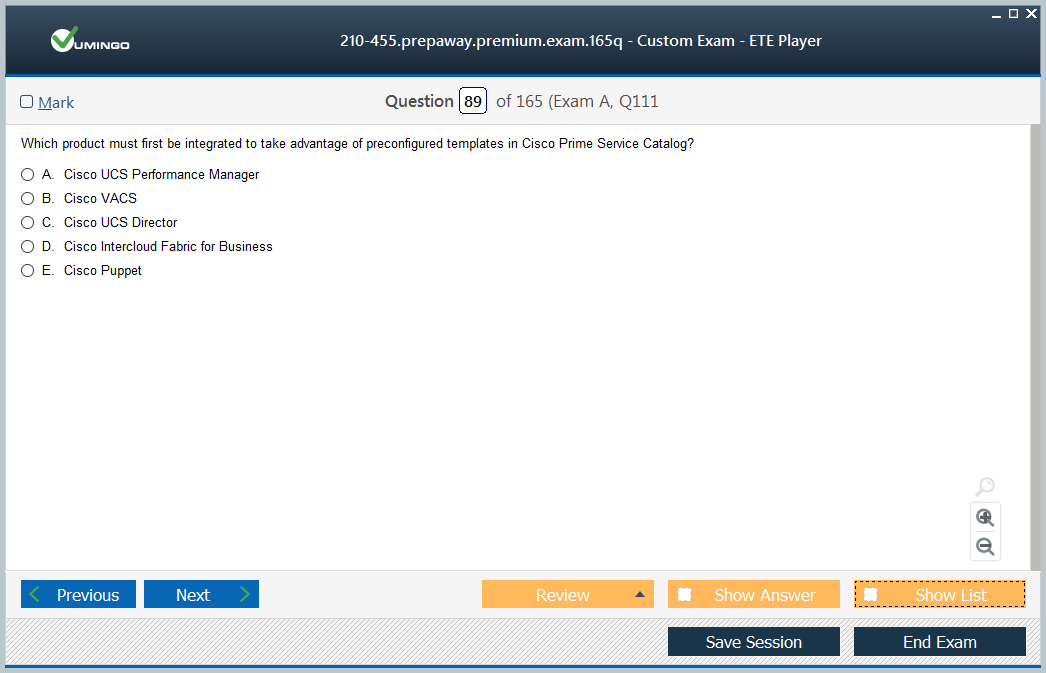 VUMINGO
210-455.prepaway.premium.exam.165q - Custom Exam - ETE Player
Mark
Question 89 of 165 (Exam A, Q111
Which product must first be integrated to take advantage of preconfigured templates in Cisco Prime Service Catalog?
A. Cisco UCS Performance Manager
B. Cisco VACS
C. Cisco UCS Director
D. Cisco Intercloud Fabric for Business
E. Cisco Puppet
Previous
Next
Review
Show Answer
Show List
Save Session
End Exam